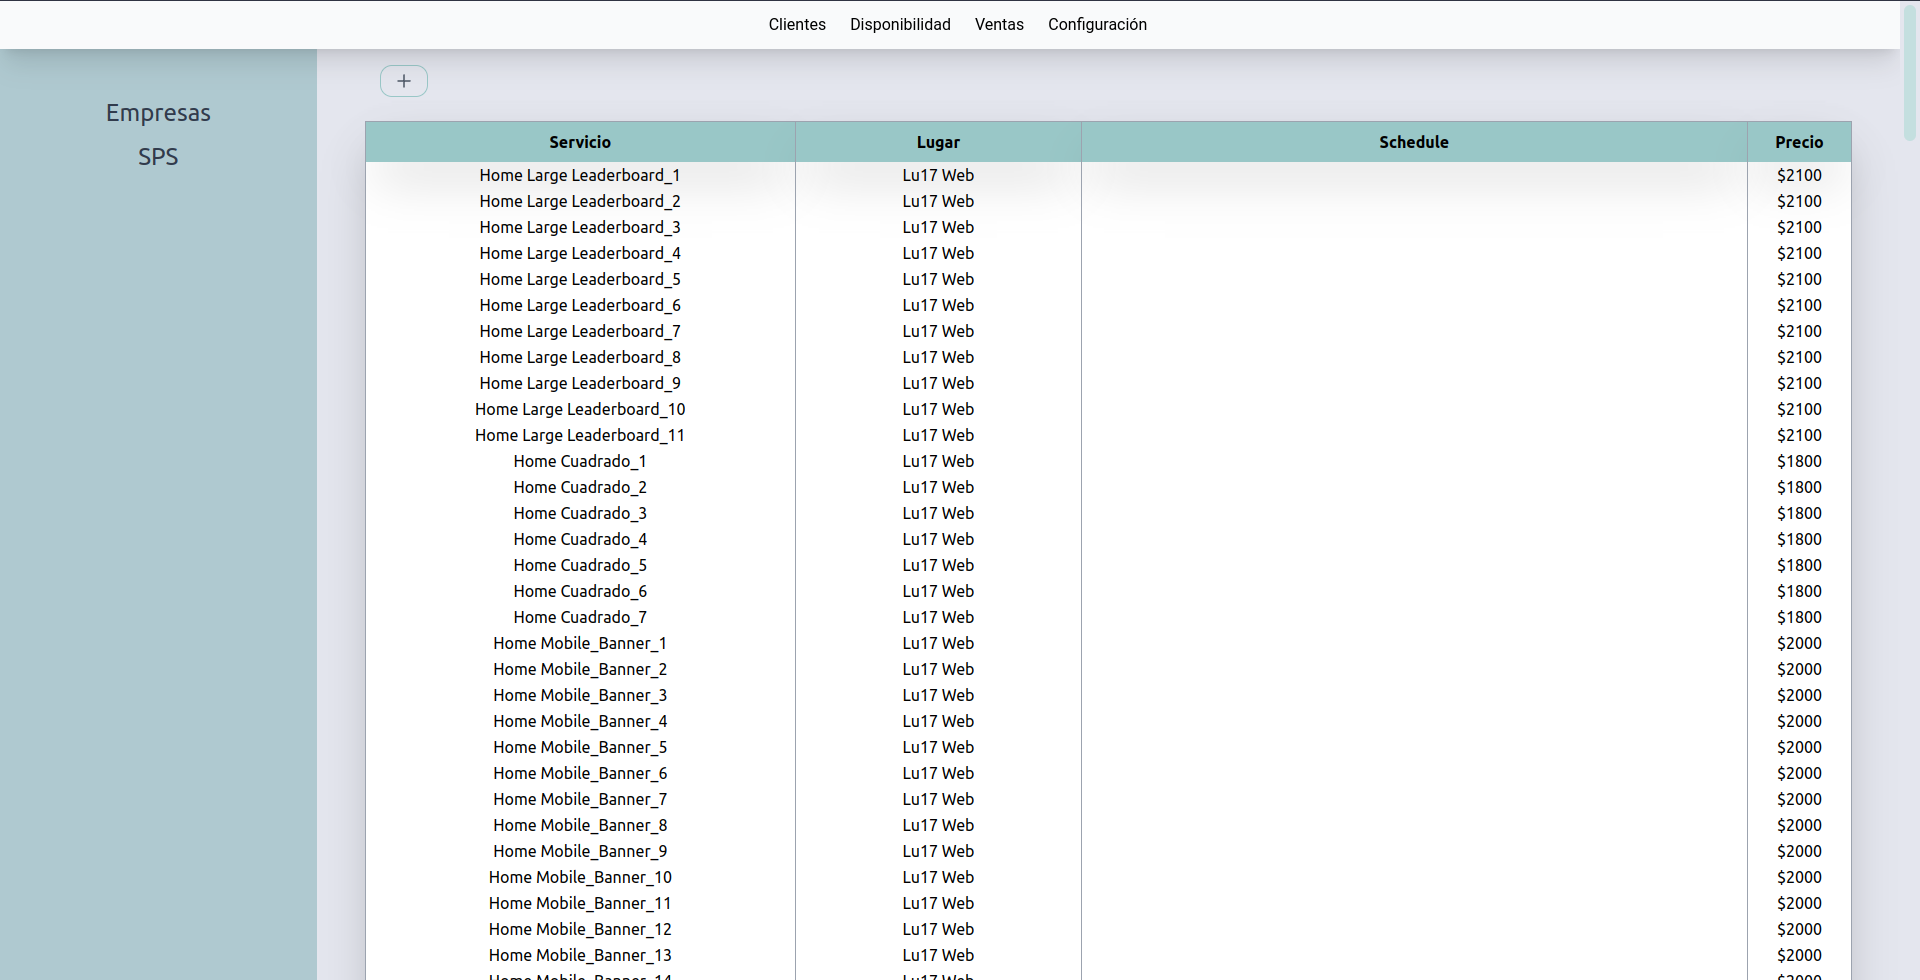 Clientes Disponibilidad Ventas Configuración
Empresas
SPS
+
Servicio Lugar Schedule Precio
Home Large Leaderboard_1 Lu17 Web $2100
Home Large Leaderboard_2 Lu17 Web $2100
Home Large Leaderboard_3 Lu17 Web $2100
Home Large Leaderboard_4 Lu17 Web $2100
Home Large Leaderboard_5 Lu17 Web $2100
Home Large Leaderboard_6 Lu17 Web $2100
Home Large Leaderboard_7 Lu17 Web $2100
Home Large Leaderboard_8 Lu17 Web $2100
Home Large Leaderboard_9 Lu17 Web $2100
Home Large Leaderboard_10 Lu17 Web $2100
Home Large Leaderboard_11 Lu17 Web $2100
Home Cuadrado_1 Lu17 Web $1800
Home Cuadrado_2 Lu17 Web $1800
Home Cuadrado_3 Lu17 Web $1800
Home Cuadrado_4 Lu17 Web $1800
Home Cuadrado_5 Lu17 Web $1800
Home Cuadrado_6 Lu17 Web $1800
Home Cuadrado_7 Lu17 Web $1800
Home Mobile_Banner_1 Lu17 Web $2000
Home Mobile_Banner_2 Lu17 Web $2000
Home Mobile_Banner_3 Lu17 Web $2000
Home Mobile_Banner_4 Lu17 Web $2000
Home Mobile_Banner_5 Lu17 Web $2000
Home Mobile_Banner_6 Lu17 Web $2000
Home Mobile_Banner_7 Lu17 Web $2000
Home Mobile_Banner_8 Lu17 Web $2000
Home Mobile_Banner_9 Lu17 Web $2000
Home Mobile_Banner_10 Lu17 Web $2000
Home Mobile_Banner_11 Lu17 Web $2000
Home Mobile_Banner_12 Lu17 Web $2000
Home Mobile_Banner_13 Lu17 Web $2000
Home Mobile_Banner_14 Lu17 Web $2000